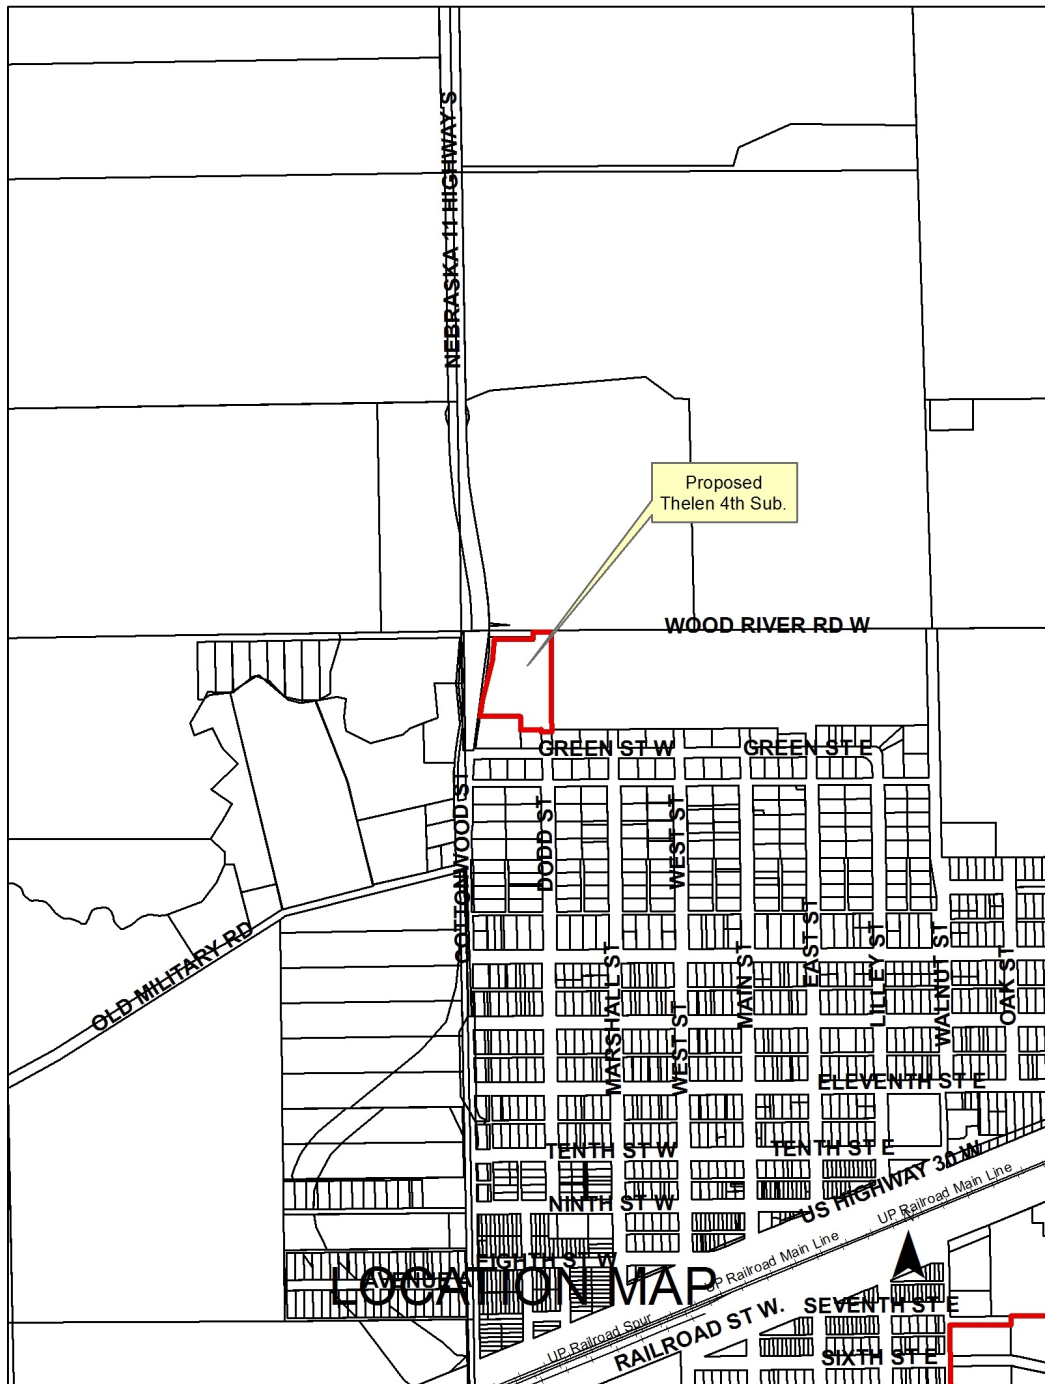 NEBRASKA 11 HIGHWAY S
Proposed
Thelen 4th Sub.
WOOD RIVER RD W
GREEN ST W
GREEN ST E
COTTONWOOD ST
DODD ST
WEST ST
OLD MILITARY RD
MARSHALL ST
WEST ST
MAIN ST
EAST ST
LILLEY ST
WALNUT ST
OAK ST
ELEVENTH ST E
TENTH ST W
TENTH ST E
US HIGHWAY 30 W
UP Railroad Main Line
NINTH ST W
UP Railroad Main Line
EIGHTH ST W
AVENUE A
LOCATION MAP
SEVENTH ST E
UP Railroad Spur
RAILROAD ST W.
SIXTH ST E